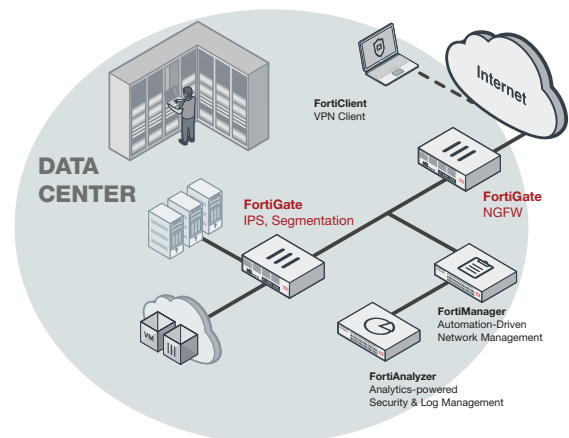 Internet
FortiClient
VPN Client
DATA
CENTER
FortiGate
NGFW
FortiGate
IPS, Segmentation
VM
FortiManager
Automation-Driven
Network Management
FortiAnalyzer
Analytics-powered
Security & Log Management